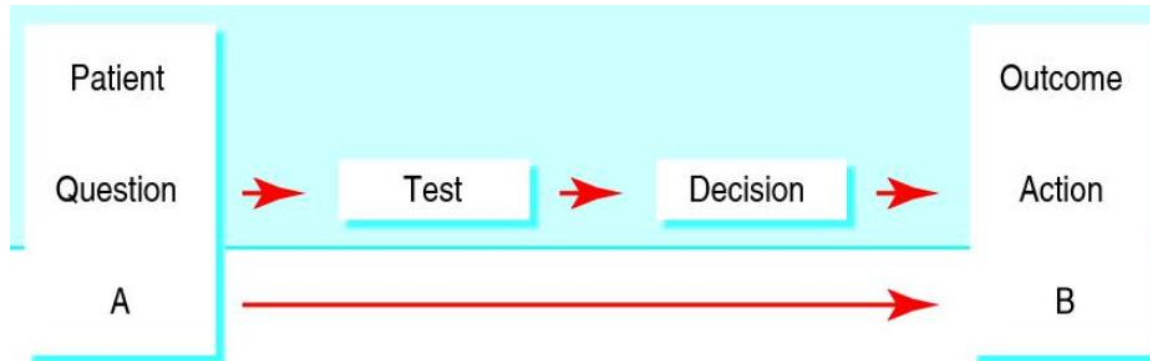 Patient
Outcome
Question
Test
Decision
Action
A
B